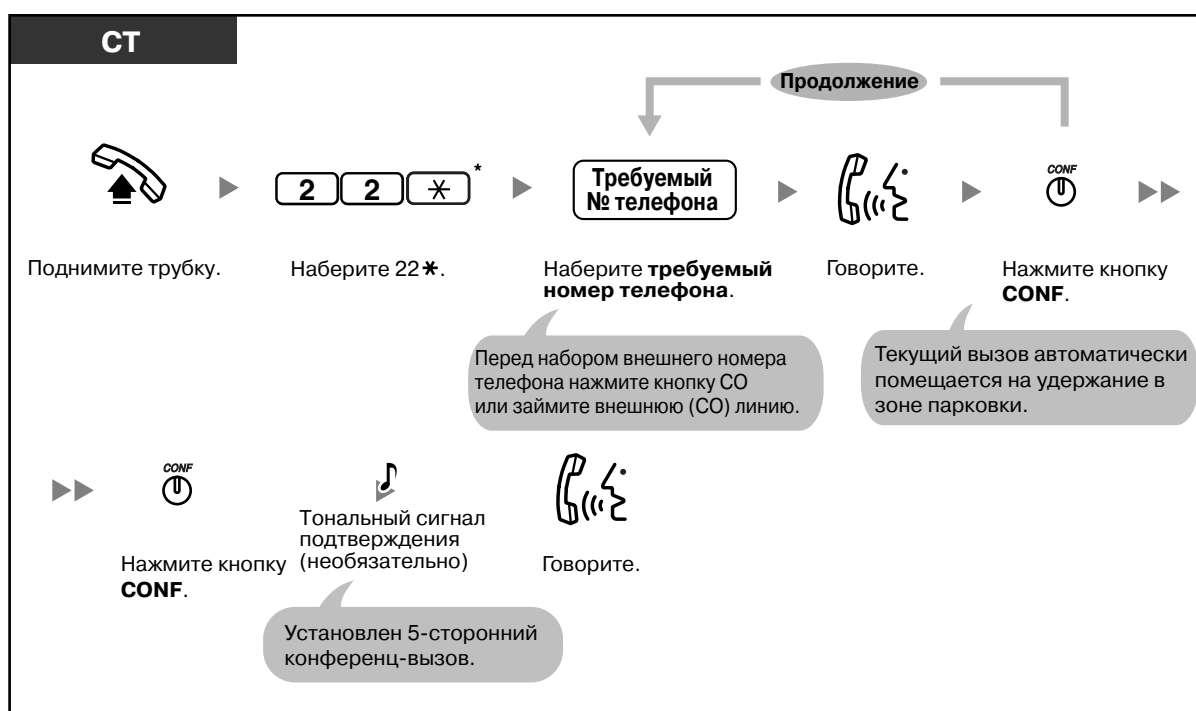 СТ
Продолжение
2 2 * *
Требуемый
№ телефона
CONF
Поднимите трубку.
Наберите 22*.
Наберите требуемый
номер телефона.
Говорите.
Нажмите кнопку
CONF.
Перед набором внешнего номера
телефона нажмите кнопку СО
или займите внешнюю (СО) линию.
Текущий вызов автоматически
помещается на удержание в
зоне парковки.
CONF
Нажмите кнопку
CONF.
Тональный сигнал
подтверждения
(необязательно)
Говорите.
Установлен 5-сторонний
конференц-вызов.